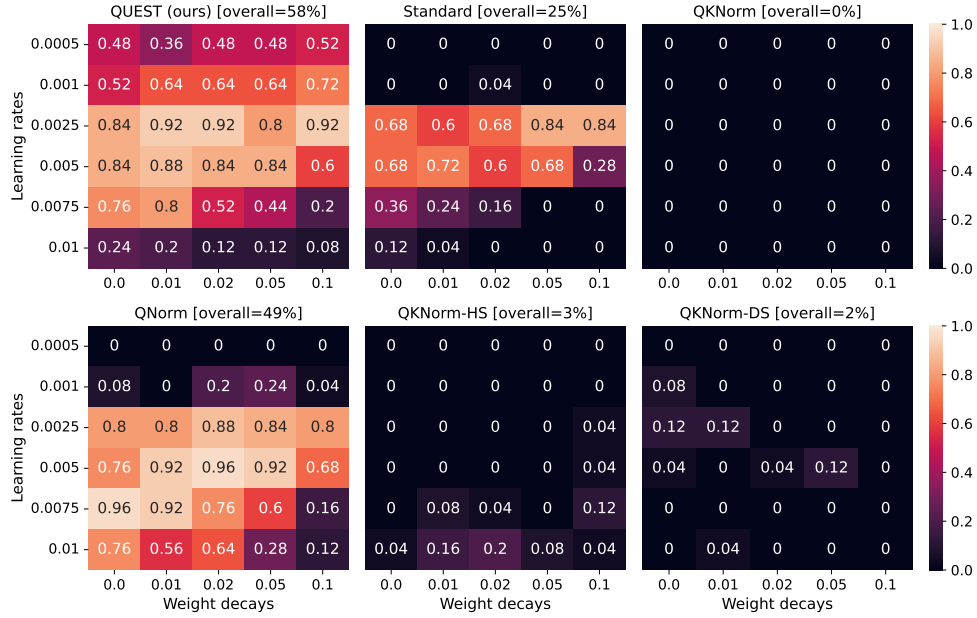 QUEST (ours) [overall=58%]
0.0005 0.48 0.36 0.48 0.48 0.52
0.001 0.52 0.64 0.64 0.64 0.72
0.0025 0.84 0.92 0.92 0.8 0.92
0.005 0.84 0.88 0.84 0.84 0.6
0.0075 0.76 0.8 0.52 0.44 0.2
0.01 0.24 0.2 0.12 0.12 0.08
0.0 0.01 0.02 0.05 0.1
Learning rates
Standard [overall=25%]
0 0 0 0 0
0 0 0.04 0 0
0.68 0.6 0.68 0.84 0.84
0.68 0.72 0.6 0.68 0.28
0.36 0.24 0.16 0 0
0.12 0.04 0 0 0
0.0 0.01 0.02 0.05 0.1
QKNorm [overall=0%]
0 0 0 0 0
0 0 0 0 0
0 0 0 0 0
0 0 0 0 0
0 0 0 0 0
0 0 0 0 0
0.0 0.01 0.02 0.05 0.1
1.0
0.8
0.6
0.4
0.2
0.0
QNorm [overall=49%]
0.0005 0 0 0 0 0
0.001 0.08 0 0.2 0.24 0.04
0.0025 0.8 0.8 0.88 0.84 0.8
0.005 0.76 0.92 0.96 0.92 0.68
0.0075 0.96 0.92 0.76 0.6 0.16
0.01 0.76 0.56 0.64 0.28 0.12
0.0 0.01 0.02 0.05 0.1
Learning rates
Weight decays
QKNorm-HS [overall=3%]
0 0 0 0 0
0 0 0 0 0
0 0 0 0 0.04
0 0 0 0 0.04
0 0.08 0.04 0 0.12
0.04 0.16 0.2 0.08 0.04
0.0 0.01 0.02 0.05 0.1
Weight decays
QKNorm-DS [overall=2%]
0 0 0 0 0
0.08 0 0 0 0
0.12 0.12 0 0 0
0.04 0 0.04 0.12 0
0 0 0 0 0
0 0.04 0 0 0
0.0 0.01 0.02 0.05 0.1
Weight decays
1.0
0.8
0.6
0.4
0.2
0.0